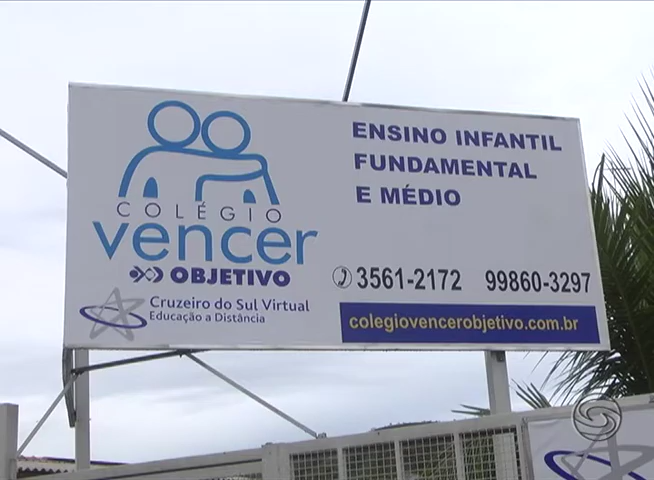 ENSINO INFANTIL
FUNDAMENTAL
E MÉDIO
COLÉGIO
vencer
OBJETIVO
Cruzeiro do Sul Virtual
Educação a Distância
3561-2172 99860-3297
colegiovencerobjetivo.com.br